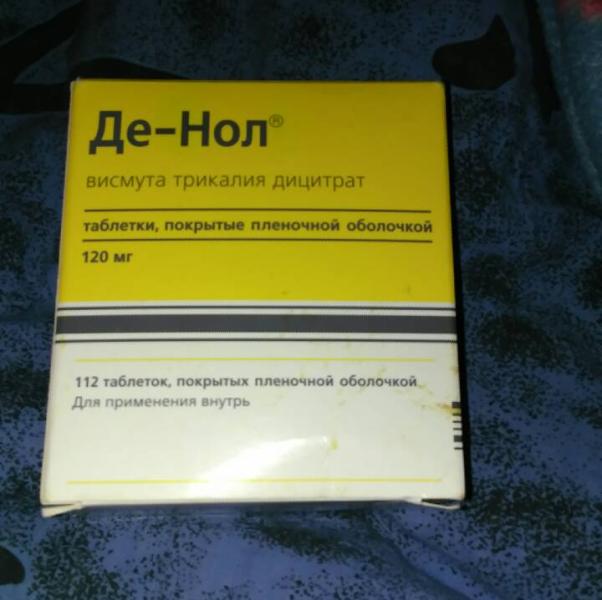 Де-Нол®
висмута трикалия дицитрат
таблетки, покрытые пленочной оболочкой
120 мг
112 таблеток, покрытых пленочной оболочкой
Для применения внутрь